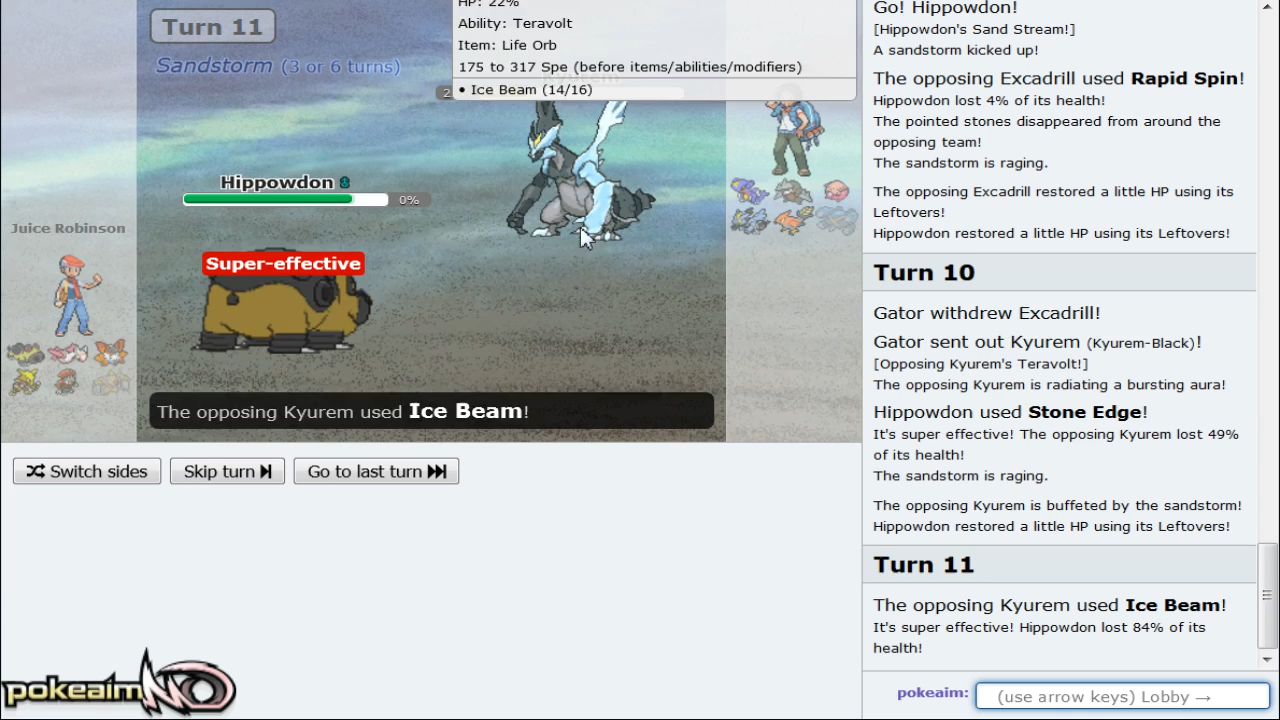 Turn 11
Sandstorm (3 or 6 turns)
HP: 22%
Ability: Teravolt
Item: Life Orb
175 to 317 Spe (before items/abilities/modifiers)
• Ice Beam (14/16)
Hippowdon
0%
Super-effective
Juice Robinson
The opposing Kyurem used Ice Beam!
Switch sides
Skip turn
Go to last turn
pokeaimMD
Go! Hippowdon!
[Hippowdon's Sand Stream!]
A sandstorm kicked up!
The opposing Excadrill used Rapid Spin!
Hippowdon lost 4% of its health!
The pointed stones disappeared from around the
opposing team!
The sandstorm is raging.
The opposing Excadrill restored a little HP using its
Leftovers!
Hippowdon restored a little HP using its Leftovers!
Turn 10
Gator withdrew Excadrill!
Gator sent out Kyurem (Kyurem-Black)!
[Opposing Kyurem's Teravolt!]
The opposing Kyurem is radiating a bursting aura!
Hippowdon used Stone Edge!
It's super effective! The opposing Kyurem lost 49%
of its health!
The sandstorm is raging.
The opposing Kyurem is buffeted by the sandstorm!
Hippowdon restored a little HP using its Leftovers!
Turn 11
The opposing Kyurem used Ice Beam!
It's super effective! Hippowdon lost 84% of its
health!
pokeaim:
(use arrow keys) Lobby →